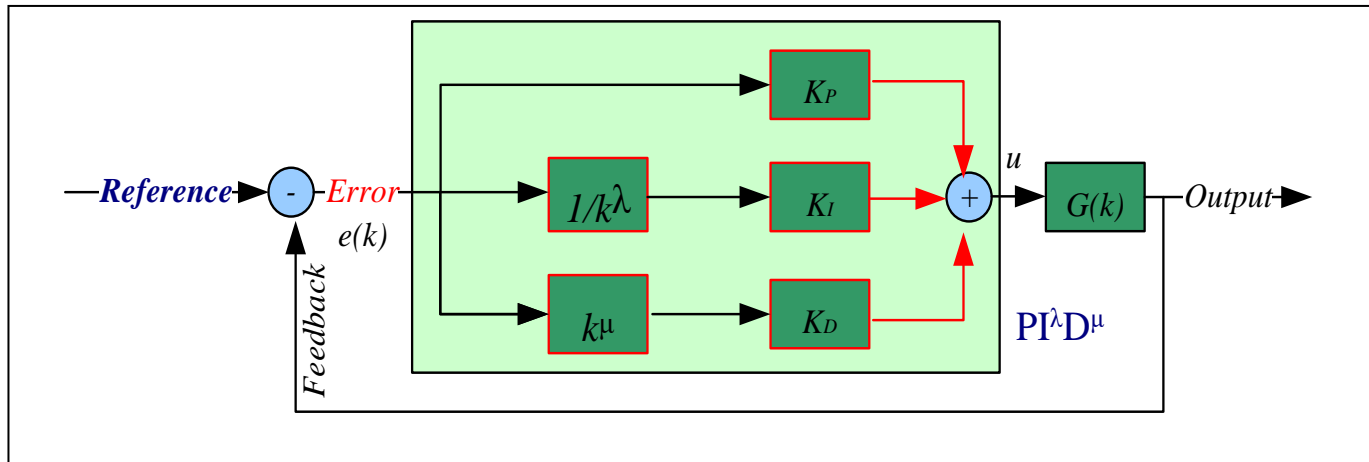 K_P
u
Reference
-
Error
1/k^λ
K_I
+
G(k)
Output
e(k)
Feedback
k^μ
K_D
PI^λD^μ